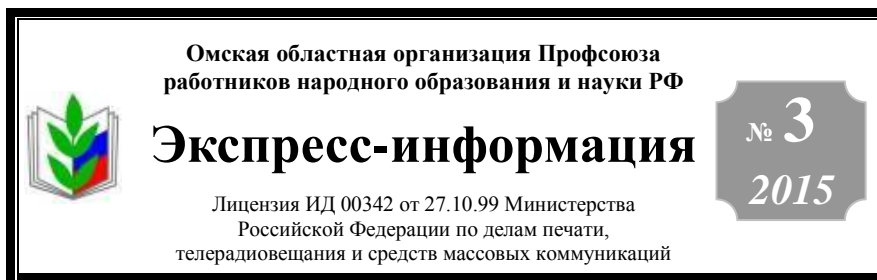 Омская областная организация Профсоюза
работников народного образования и науки РФ
Экспресс-информация
№ 3
2015
Лицензия ИД 00342 от 27.10.99 Министерства
Российской Федерации по делам печати,
телерадиовещания и средств массовых коммуникаций